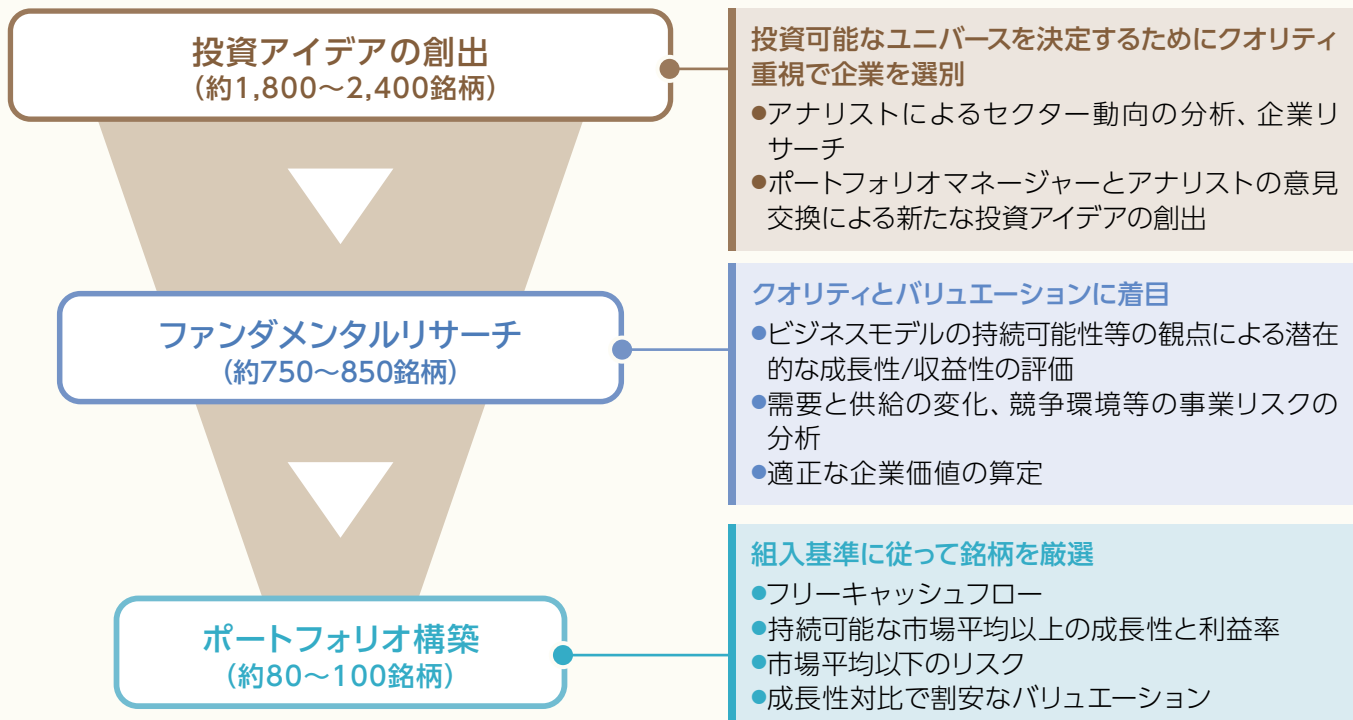 投資アイデアの創出
(約1,800〜2,400銘柄)
投資可能なユニバースを決定するためにクオリティ
重視で企業を選別
●アナリストによるセクター動向の分析、企業リ
サーチ
●ポートフォリオマネージャーとアナリストの意見
交換による新たな投資アイデアの創出
ファンダメンタルリサーチ
(約750〜850銘柄)
クオリティとバリュエーションに着目
●ビジネスモデルの持続可能性等の観点による潜在
的な成長性/収益性の評価
●需要と供給の変化、競争環境等の事業リスクの
分析
●適正な企業価値の算定
ポートフォリオ構築
(約80〜100銘柄)
組入基準に従って銘柄を厳選
●フリーキャッシュフロー
●持続可能な市場平均以上の成長性と利益率
●市場平均以下のリスク
●成長性対比で割安なバリュエーション